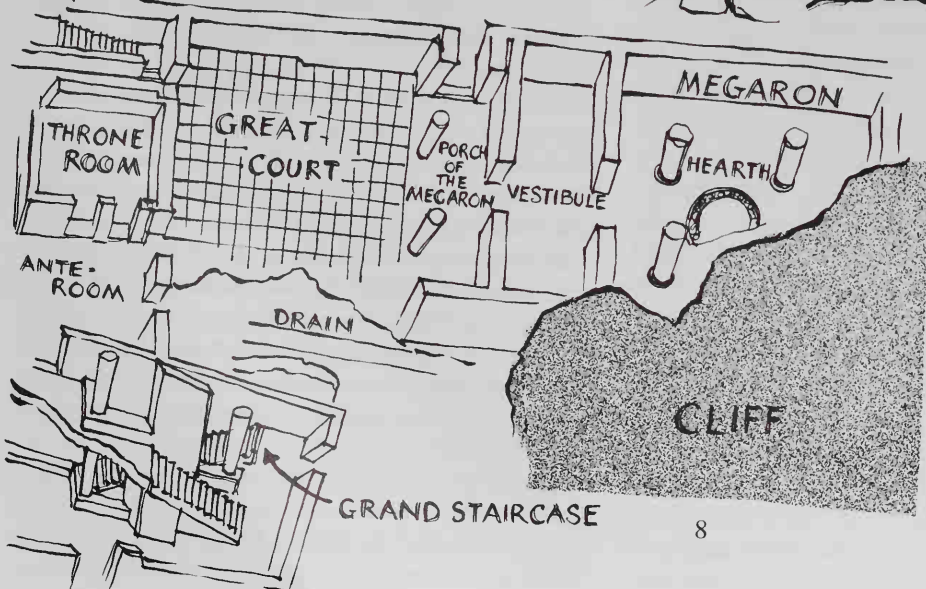 MEGARON
THRONE
ROOM
GREAT
COURT
PORCH
OF
THE
MEGARON
VESTIBULE
HEARTH
ANTE-
ROOM
DRAIN
CLIFF
GRAND STAIRCASE
8